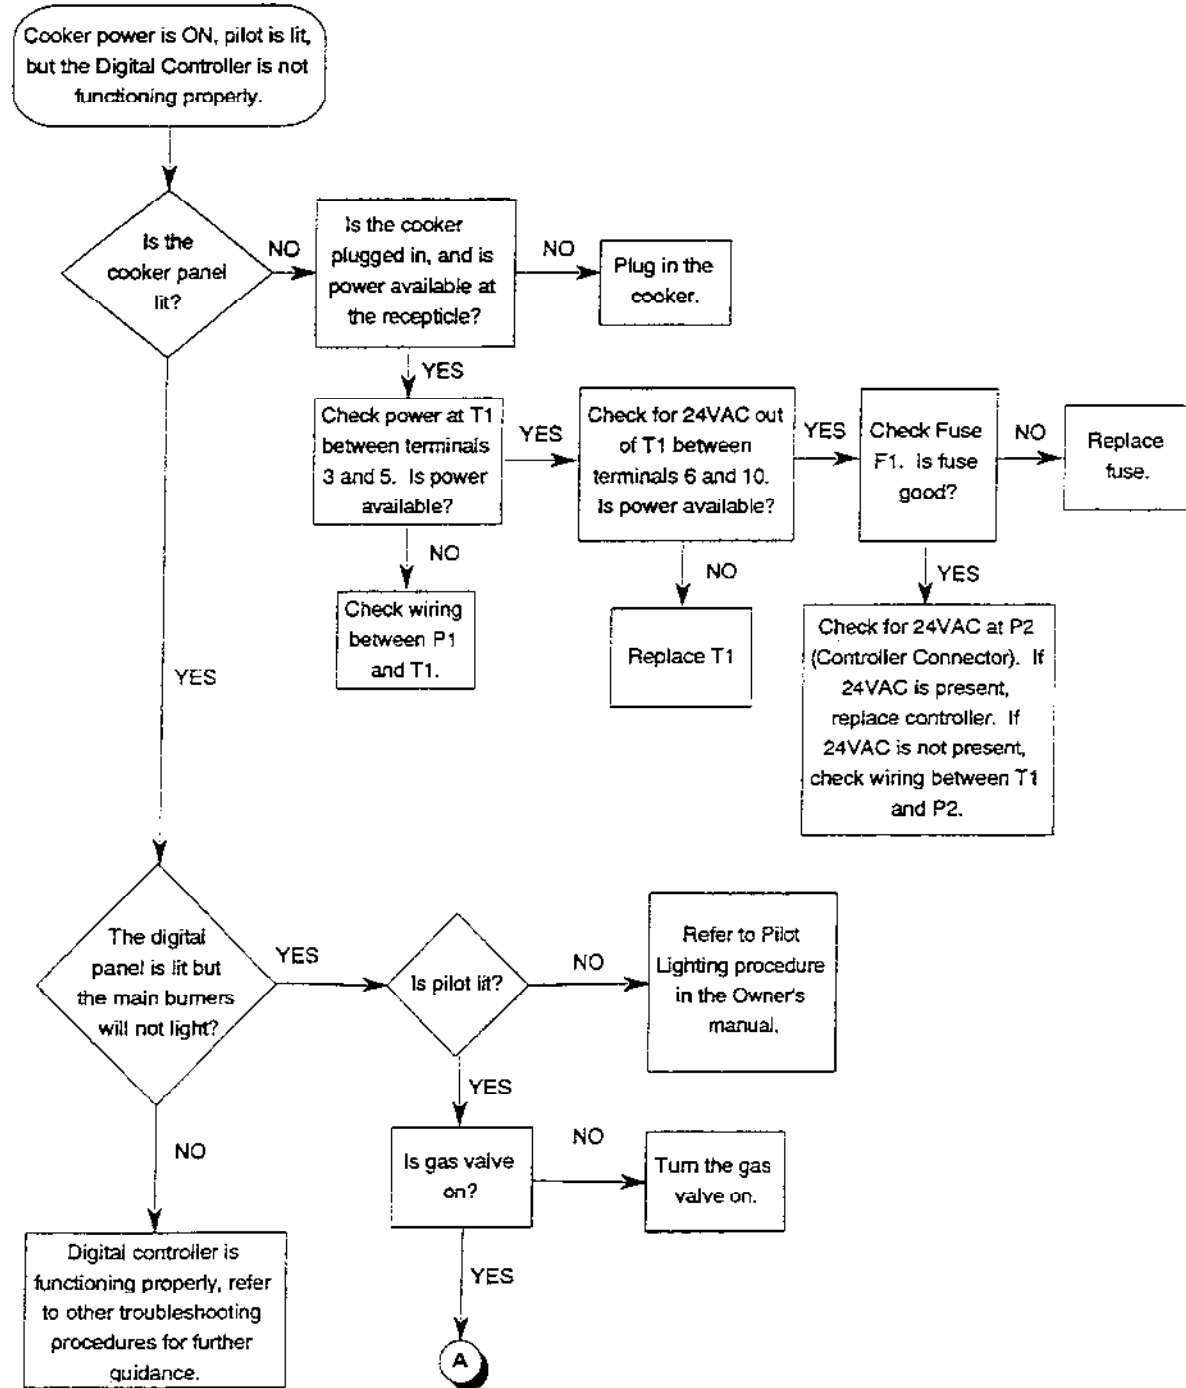 Cooker power is ON, pilot is lit,
but the Digital Controller is not
functioning properly.
Is the
cooker panel
lit?
NO
Is the cooker
plugged in, and is
power available at
the recepticle?
NO
Plug in the
cooker.
YES
Check power at T1
between terminals
3 and 5. Is power
available?
YES
Check for 24VAC out
of T1 between
terminals 6 and 10.
Is power available?
YES
Check Fuse
F1. Is fuse
good?
NO
Replace
fuse.
NO
Check wiring
between P1
and T1.
NO
Replace T1
YES
Check for 24VAC at P2
(Controller Connector). If
24VAC is present,
replace controller. If
24VAC is not present,
check wiring between T1
and P2.
YES
The digital
panel is lit but
the main burners
will not light?
YES
Is pilot lit?
NO
Refer to Pilot
Lighting procedure
in the Owner's
manual.
YES
Is gas valve
on?
NO
Turn the gas
valve on.
NO
Digital controller is
functioning properly, refer
to other troubleshooting
procedures for further
guidance.
YES
A